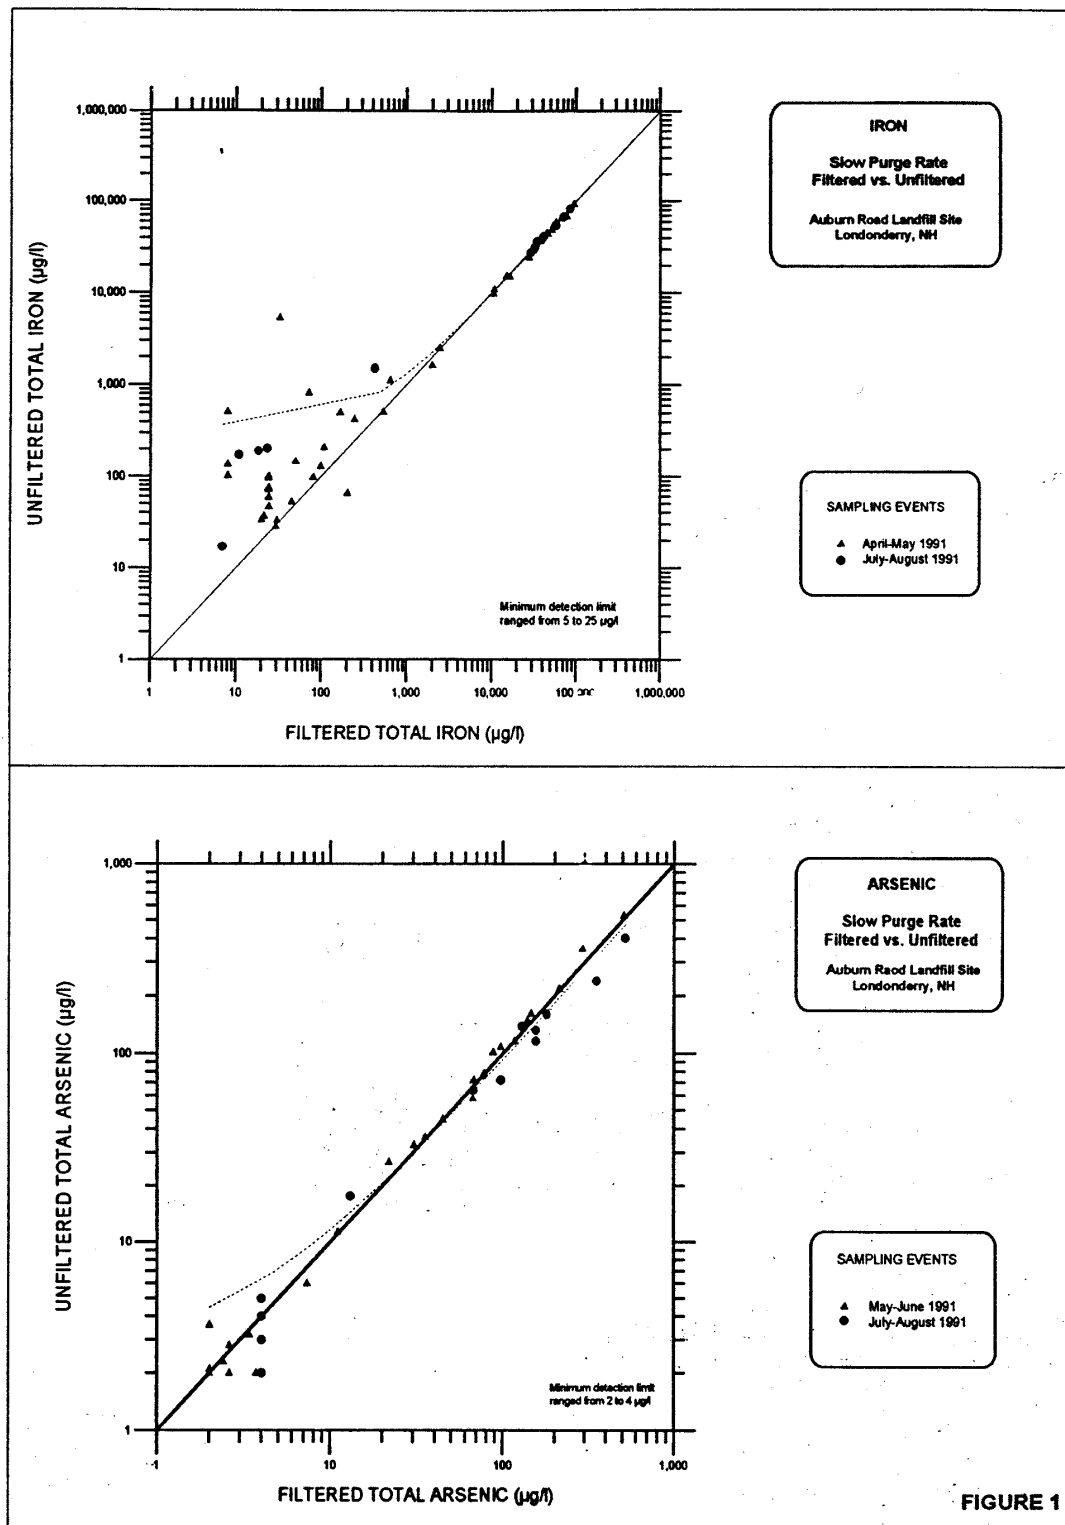 IRON
Slow Purge Rate
Filtered vs. Unfiltered
Auburn Road Landfill Site
Londonderry, NH
1,000,000
100,000
10,000
1,000
100
10
1
UNFILTERED TOTAL IRON (µg/l)
SAMPLING EVENTS
April-May 1991
July-August 1991
Minimum detection limit
ranged from 5 to 25 µg/l
1 10 100 1,000 10,000 100 1,000,000
FILTERED TOTAL IRON (µg/l)
ARSENIC
Slow Purge Rate
Filtered vs. Unfiltered
Auburn Raod Landfill Site
Londonderry, NH
1,000
100
10
1
UNFILTERED TOTAL ARSENIC (µg/l)
SAMPLING EVENTS
May-June 1991
July-August 1991
Minimum detection limit
ranged from 2 to 4 µg/l
1 10 100 1,000
FILTERED TOTAL ARSENIC (µg/l)
FIGURE 1